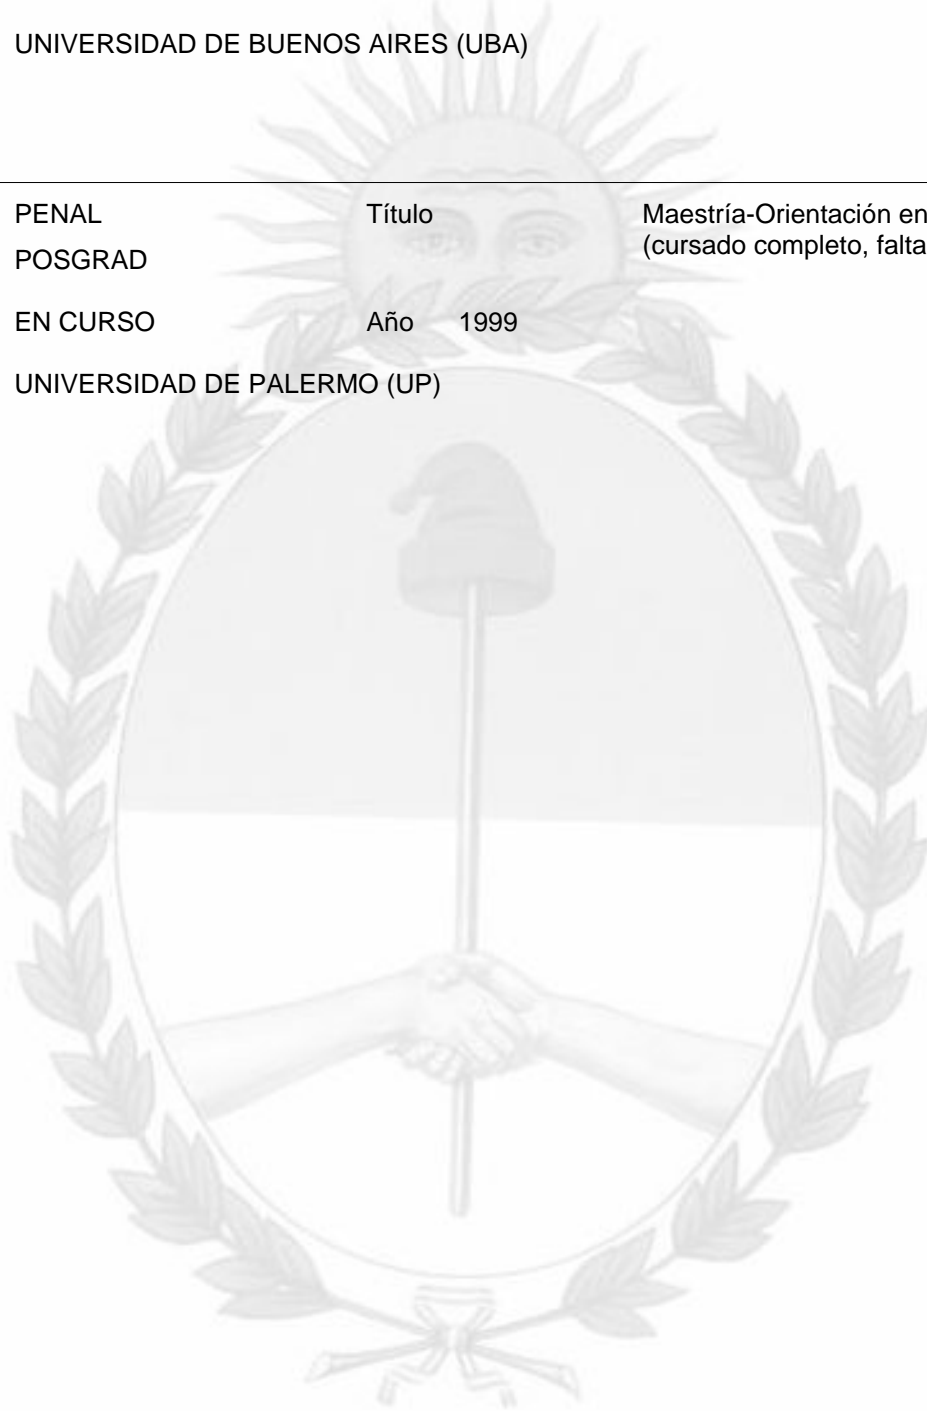 UNIVERSIDAD DE BUENOS AIRES (UBA)
PENAL Título Maestría-Orientación en
POSGRAD (cursado completo, falta
EN CURSO Año 1999
UNIVERSIDAD DE PALERMO (UP)